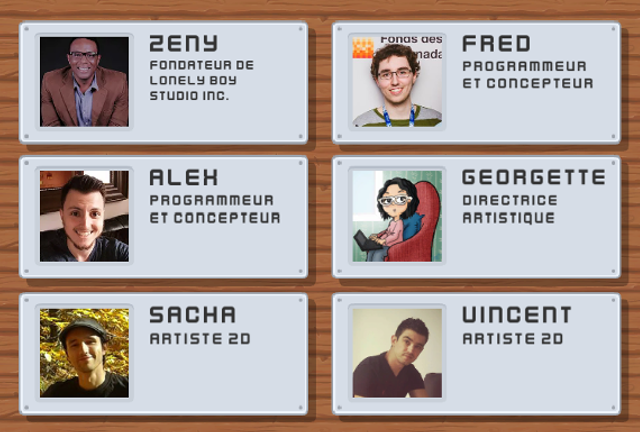 ZENY
FONDATEUR DE
LONELY BOY
STUDIO INC.
Fonds des
FRED
PROGRAMMEUR
ET CONCEPTEUR
ALEX
PROGRAMMEUR
ET CONCEPTEUR
GEORGETTE
DIRECTRICE
ARTISTIQUE
SACHA
ARTISTE 2D
VINCENT
ARTISTE 2D